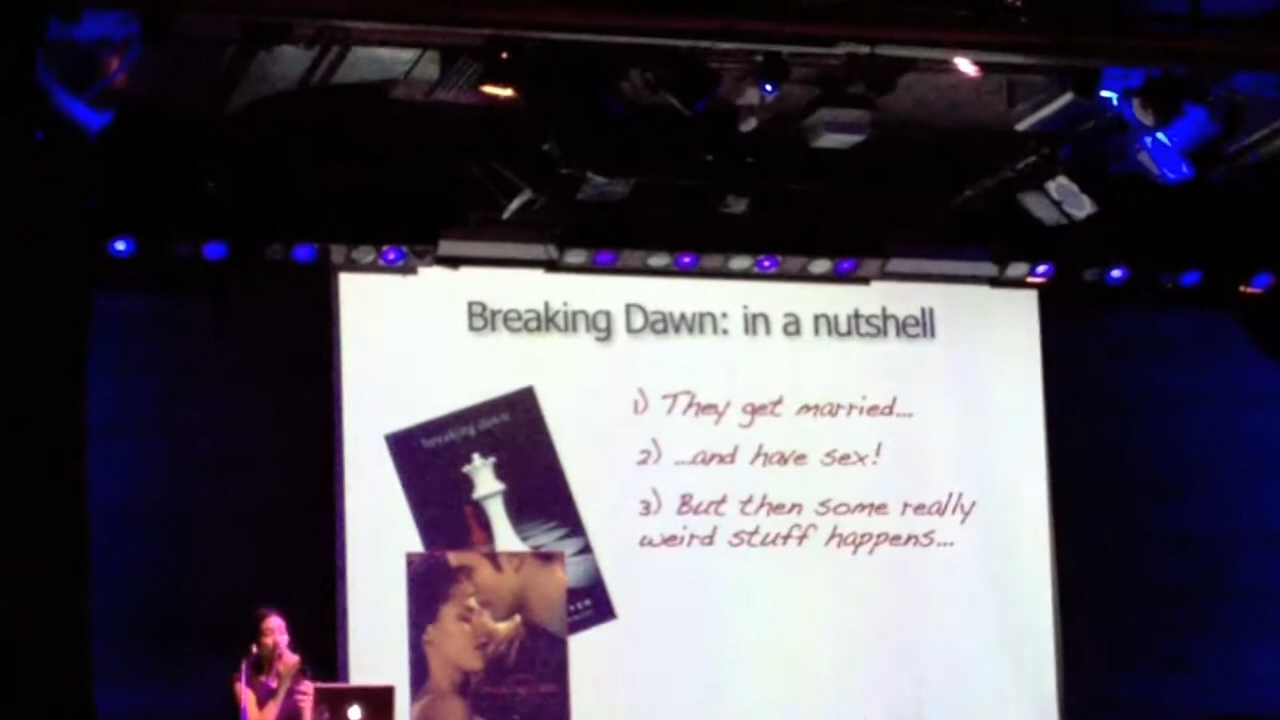 Breaking Dawn: in a nutshell
breaking dawn
1) They get married...
2) ...and have sex!
3) But then some really
weird stuff happens...